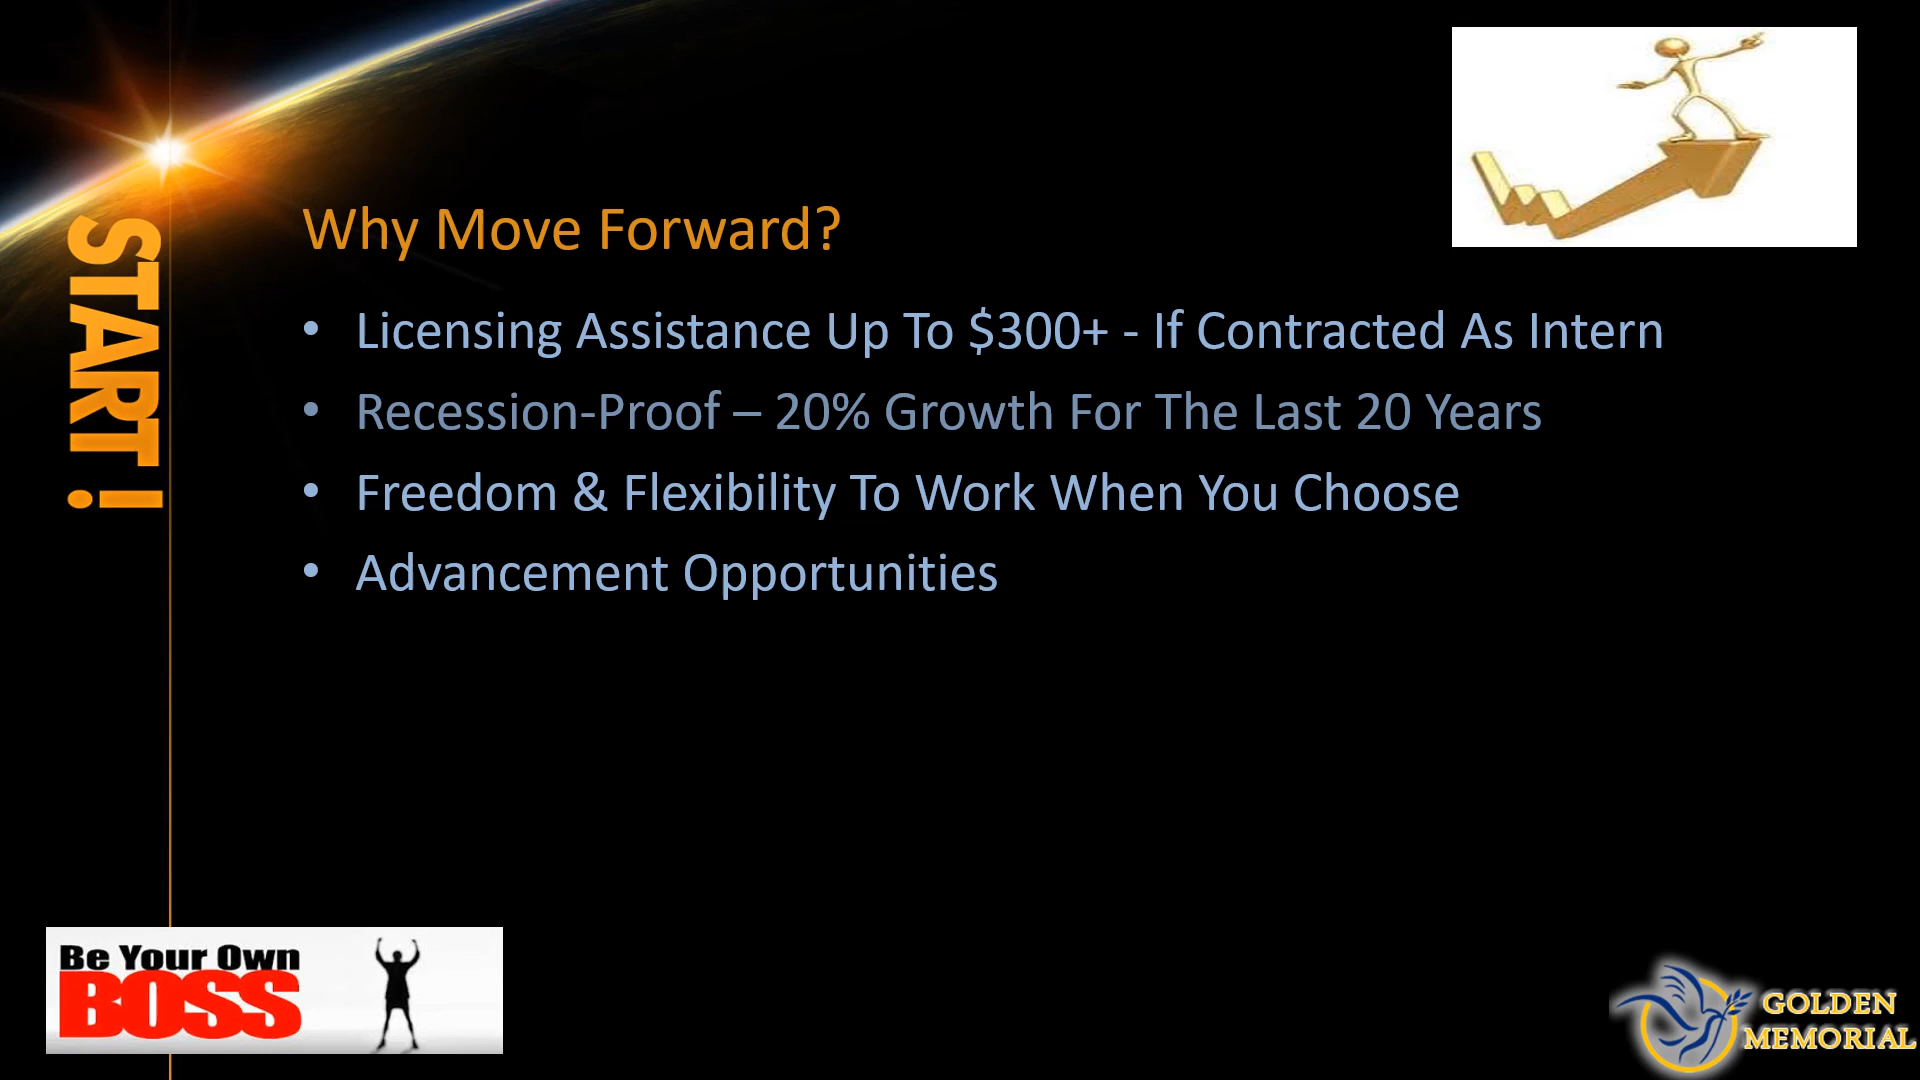 START !
Why Move Forward?
• Licensing Assistance Up To $300+ - If Contracted As Intern
• Recession-Proof – 20% Growth For The Last 20 Years
• Freedom & Flexibility To Work When You Choose
• Advancement Opportunities
Be Your Own
BOSS
GOLDEN
MEMORIAL